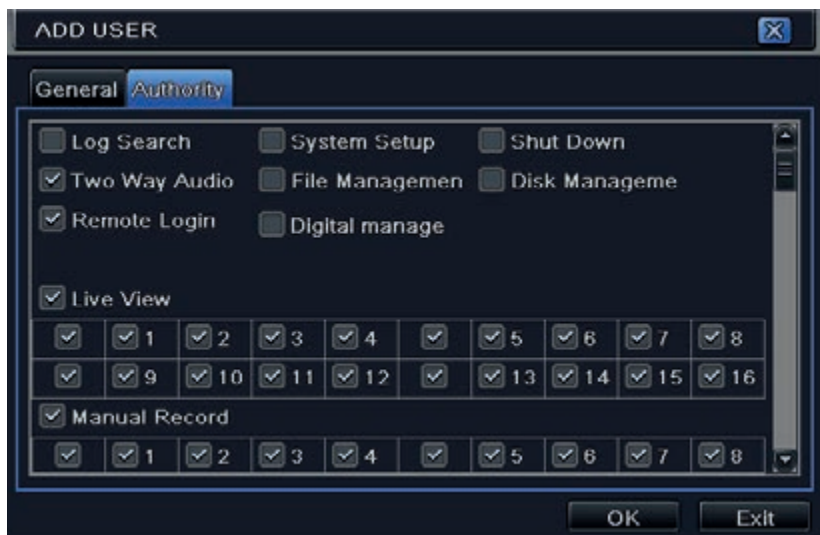 ADD USER
General Authority
Log Search System Setup Shut Down
Two Way Audio File Managemen Disk Manageme
Remote Login Digital manage
Live View
1 2 3 4 5 6 7 8
9 10 11 12 13 14 15 16
Manual Record
1 2 3 4 5 6 7 8
OK Exit